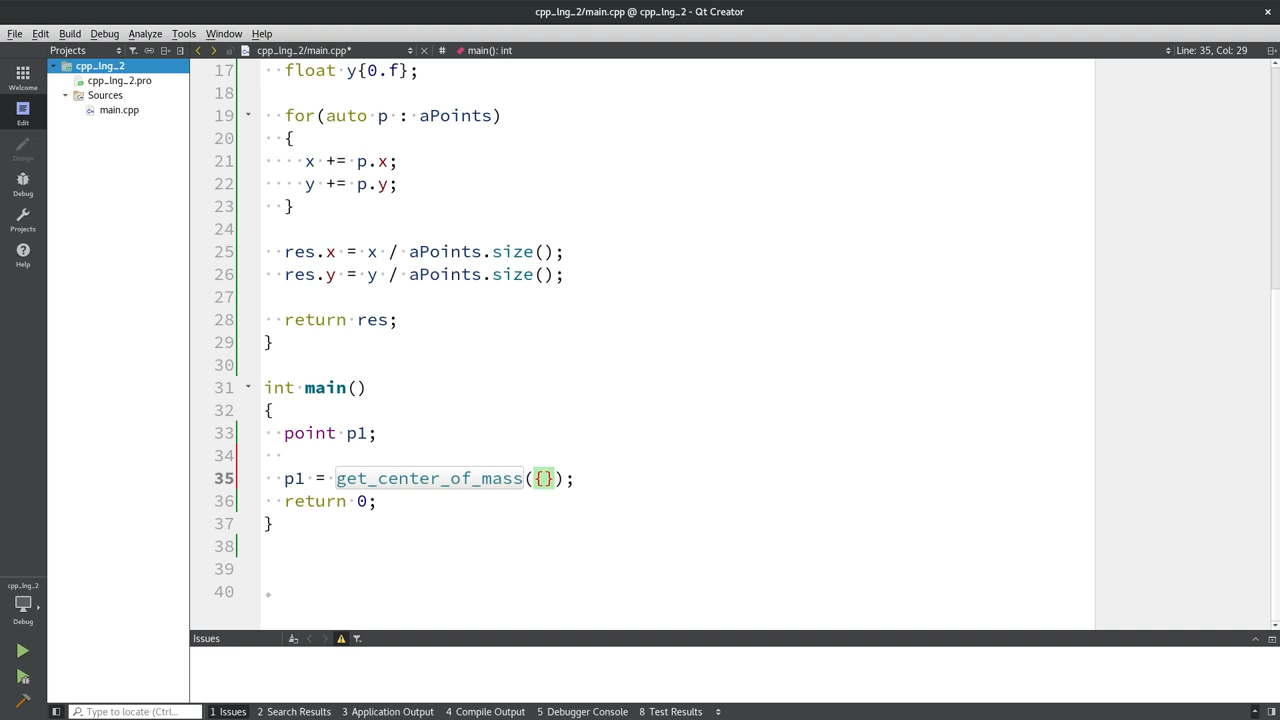 cpp_lng_2/main.cpp @ cpp_lng_2 - Qt Creator
File Edit Build Debug Analyze Tools Window Help
Projects cpp_lng_2/main.cpp* # main(): int Line: 35, Col: 29
cpp_lng_2
cpp_lng_2.pro
Sources
main.cpp
Welcome
Edit
Design
Debug
Projects
Help
cpp_lng_2
Debug
17 float y{0.f};
18
19 for(auto p : aPoints)
20 {
21 x += p.x;
22 y += p.y;
23 }
24
25 res.x = x / aPoints.size();
26 res.y = y / aPoints.size();
27
28 return res;
29 }
30
31 int main()
32 {
33 point p1;
34
35 p1 = get_center_of_mass({});
36 return 0;
37 }
38
39
40
Issues
Type to locate (Ctrl... 1 Issues 2 Search Results 3 Application Output 4 Compile Output 5 Debugger Console 8 Test Results